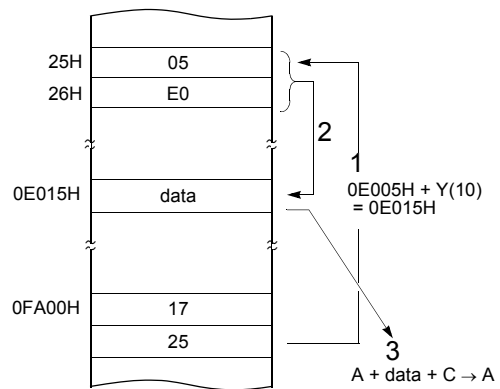 25H 05
26H E0
2
1
0E005H + Y(10)
= 0E015H
0E015H data
0FA00H 17
25
3
A + data + C → A